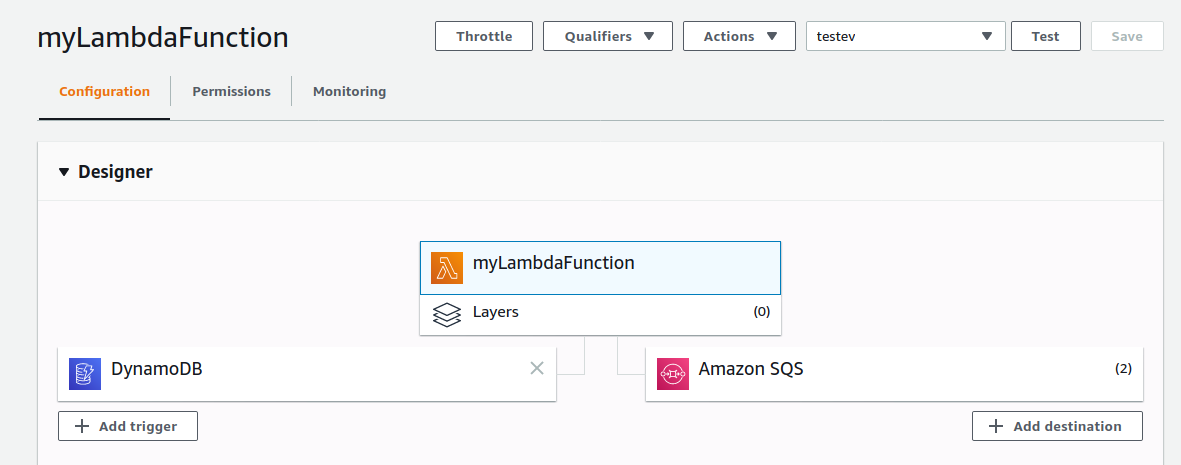 myLambdaFunction
Throttle
Qualifiers
Actions
testev
Test
Save
Configuration
Permissions
Monitoring
Designer
myLambdaFunction
Layers (0)
DynamoDB
Amazon SQS (2)
Add trigger
Add destination